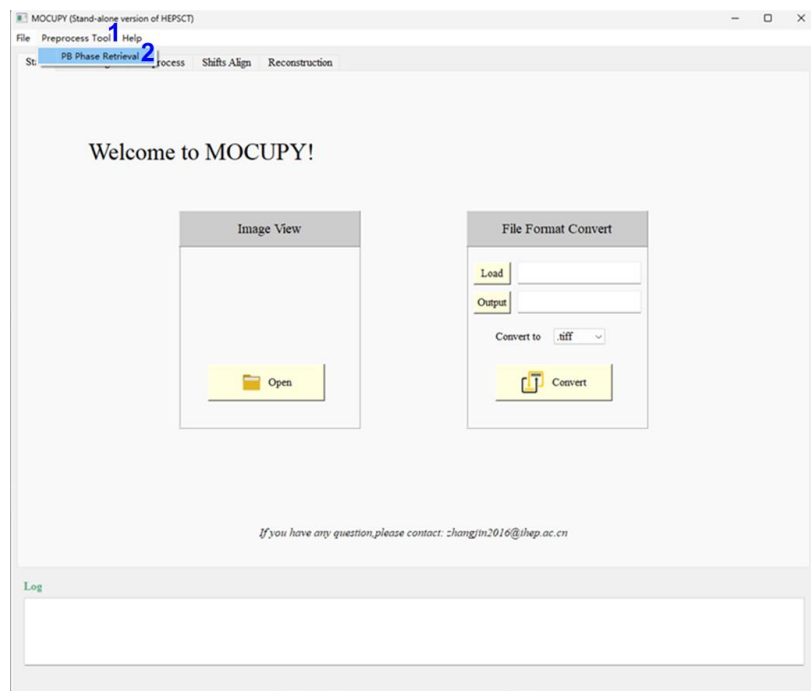 MOCUPY (Stand-alone version of HEPSCT)
File Preprocess Tool 1 Help
PB Phase Retrieval 2
Shifts Align Reconstruction
Welcome to MOCUPY!
Image View
File Format Convert
Load
Output
Convert to .tiff
Open
Convert
If you have any question,please contact: zhangjin2016@ihep.ac.cn
Log